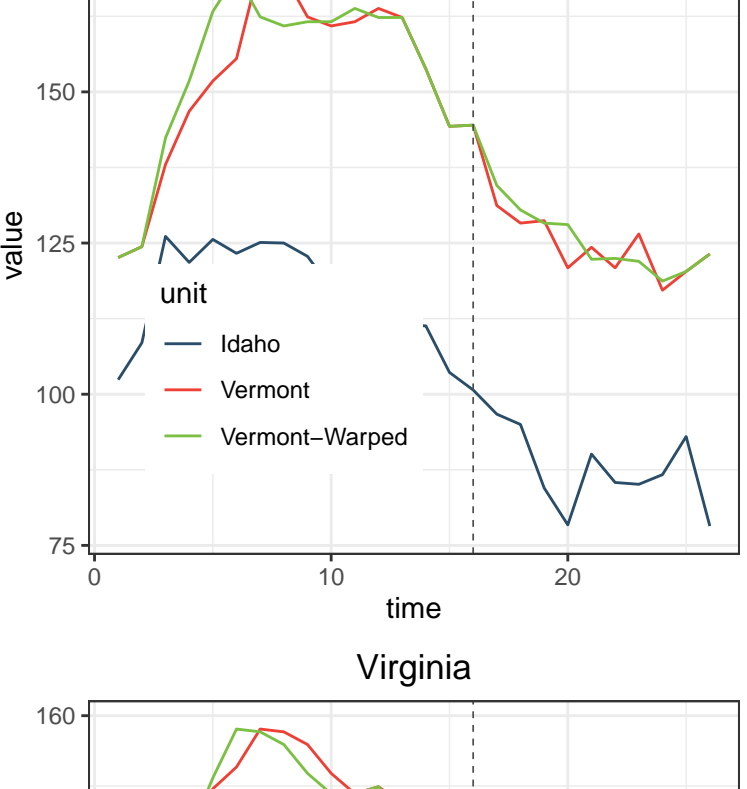 150
125
100
75
value
unit
Idaho
Vermont
Vermont−Warped
0 10 20
time
Virginia
160